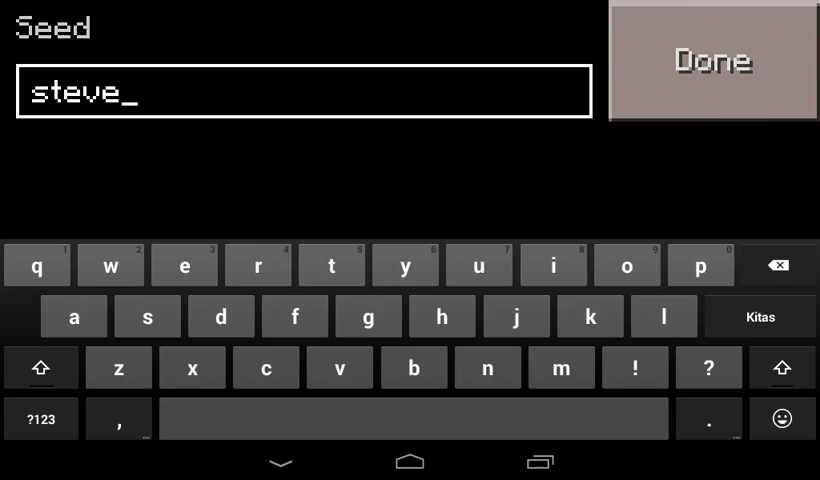 Seed
Done
steve_
q 1 w 2 e 3 r 4 t 5 y 6 u 7 i 8 o 9 p 0
a s d f g h j k l Kitas
z x c v b n m ! ?
?123 , ... . ...